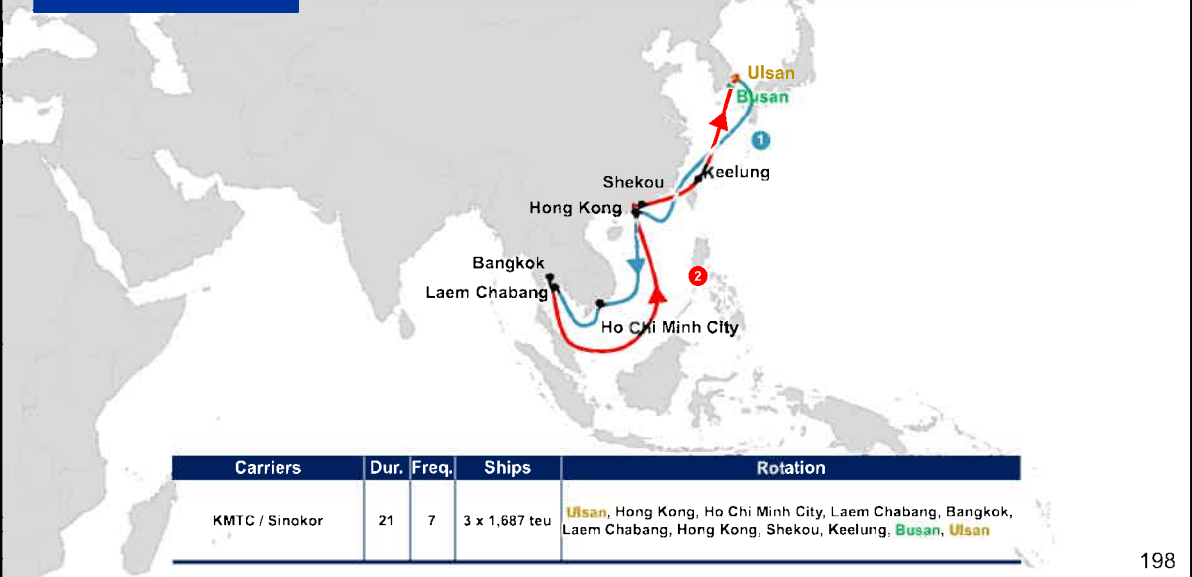 Ulsan
Busan
1
Keelung
Shekou
Hong Kong
2
Bangkok
Laem Chabang
Ho Chi Minh City
Carriers Dur. Freq. Ships Rotation
KMTC / Sinokor 21 7 3 x 1,687 teu Ulsan, Hong Kong, Ho Chi Minh City, Laem Chabang, Bangkok,
Laem Chabang, Hong Kong, Shekou, Keelung, Busan, Ulsan
198